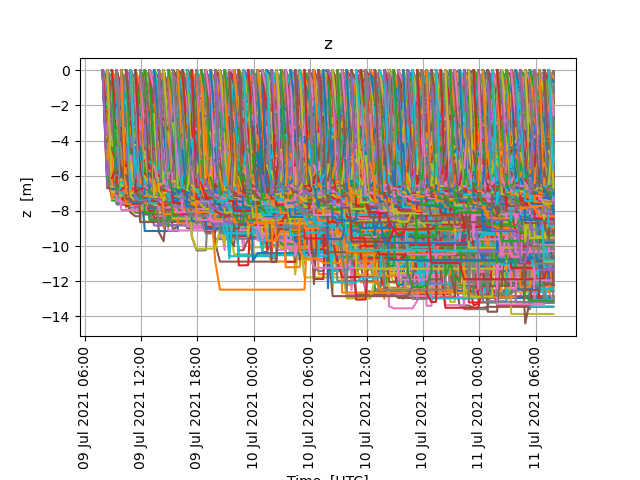 z
0
−2
−4
−6
−8
−10
−12
−14
z [m]
09 Jul 2021 06:00
09 Jul 2021 12:00
09 Jul 2021 18:00
10 Jul 2021 00:00
10 Jul 2021 06:00
10 Jul 2021 12:00
10 Jul 2021 18:00
11 Jul 2021 00:00
11 Jul 2021 06:00
Time [UTC]